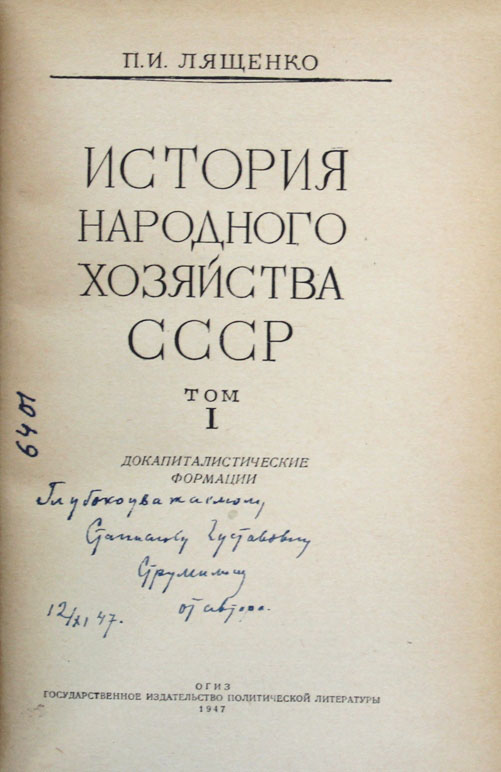 П.И. ЛЯЩЕНКО
ИСТОРИЯ
НАРОДНОГО
ХОЗЯЙСТВА
СССР
ТОМ
I
6401
ДОКАПИТАЛИСТИЧЕСКИЕ
ФОРМАЦИИ
Глубокоуважаемому
Станиславу Густавовичу
Струмилину
от автора.
12/XI 47.
ОГИЗ
ГОСУДАРСТВЕННОЕ ИЗДАТЕЛЬСТВО ПОЛИТИЧЕСКОЙ ЛИТЕРАТУРЫ
1947